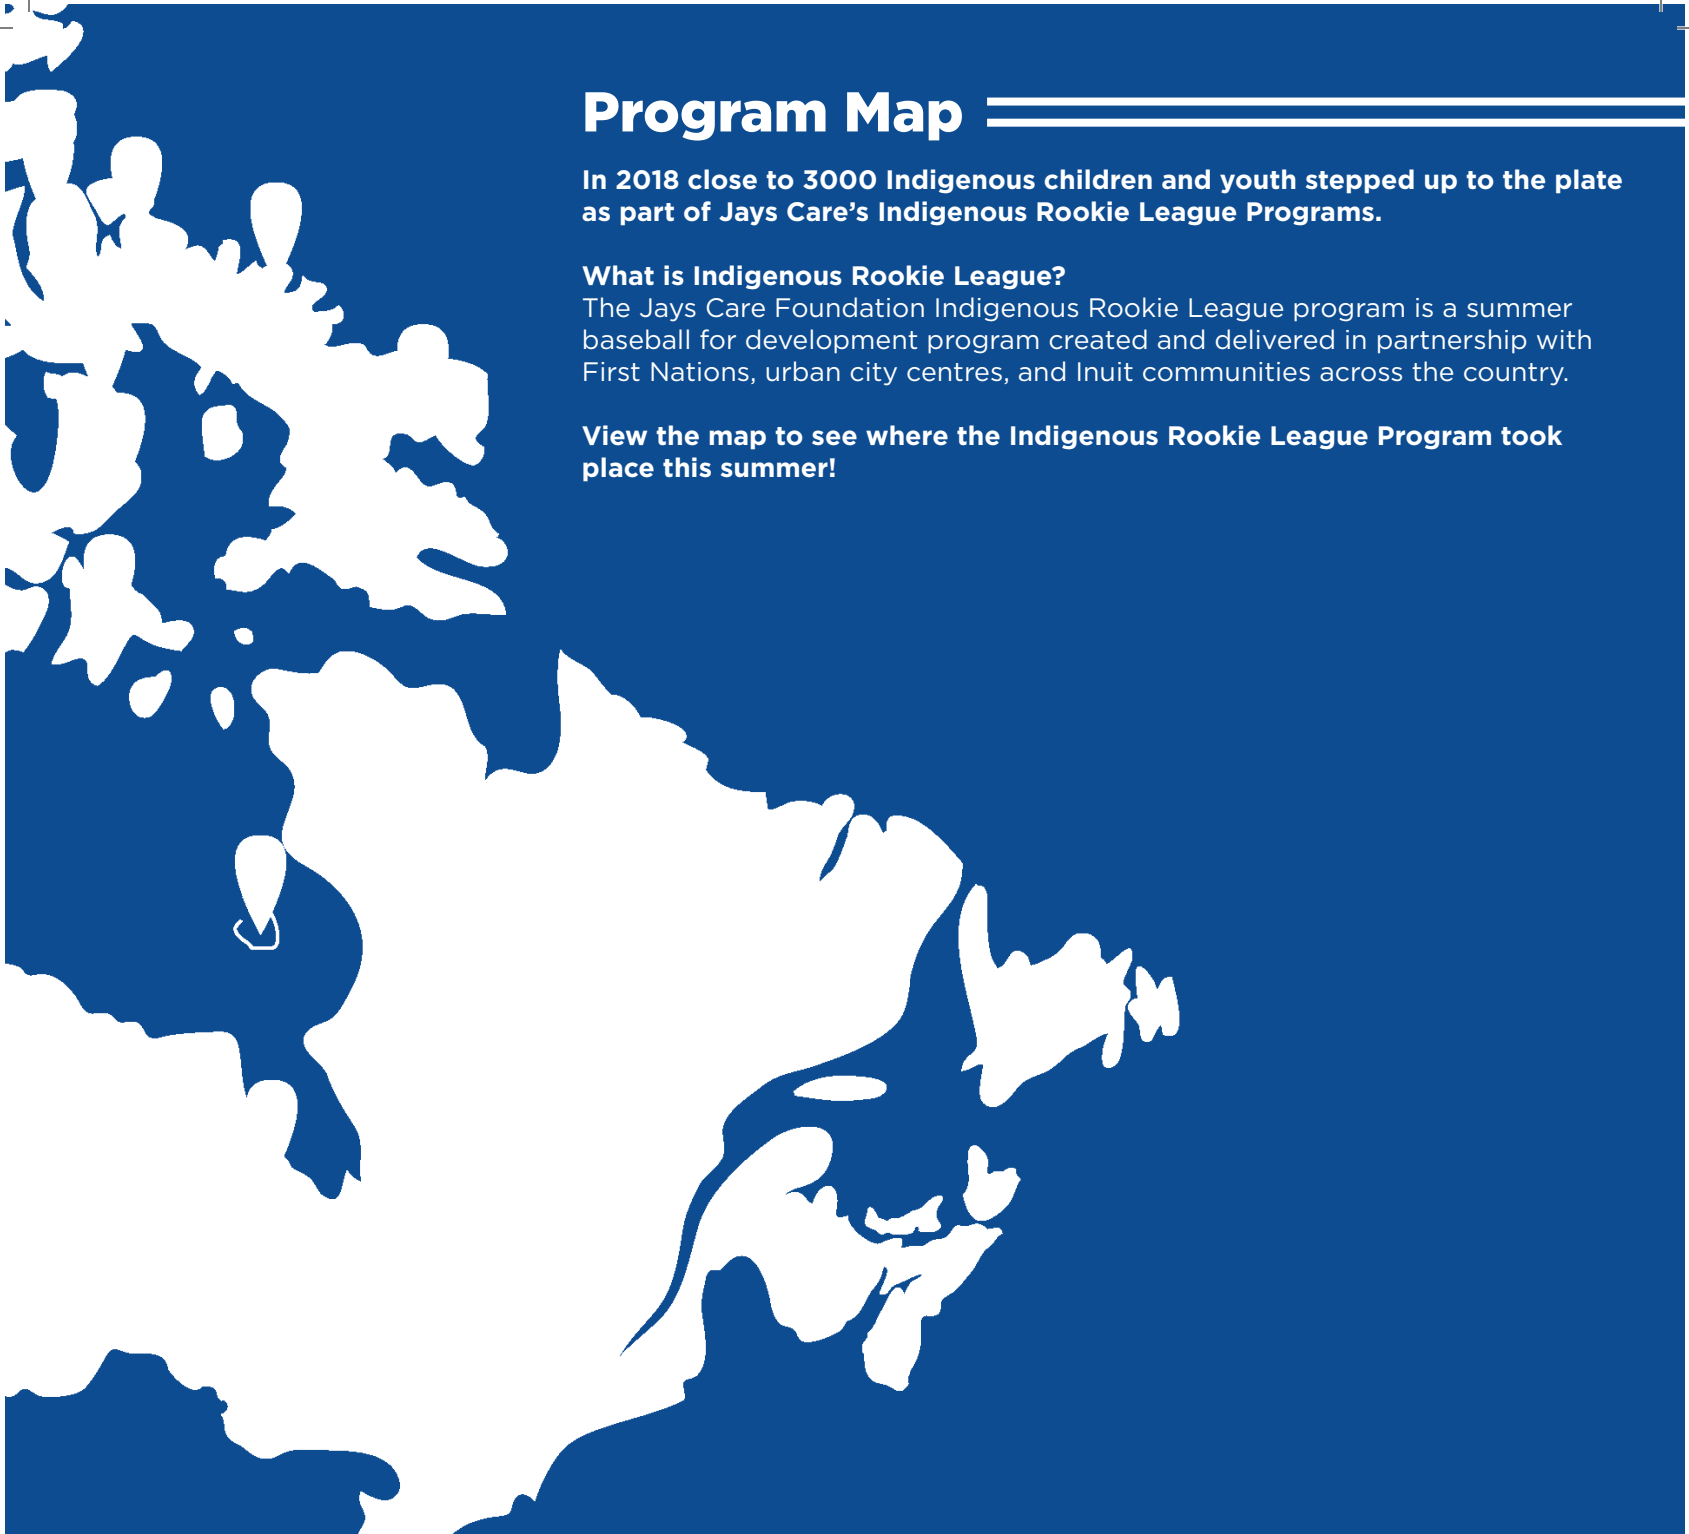 Program Map
In 2018 close to 3000 Indigenous children and youth stepped up to the plate
as part of Jays Care’s Indigenous Rookie League Programs.
What is Indigenous Rookie League?
The Jays Care Foundation Indigenous Rookie League program is a summer
baseball for development program created and delivered in partnership with
First Nations, urban city centres, and Inuit communities across the country.
View the map to see where the Indigenous Rookie League Program took
place this summer!